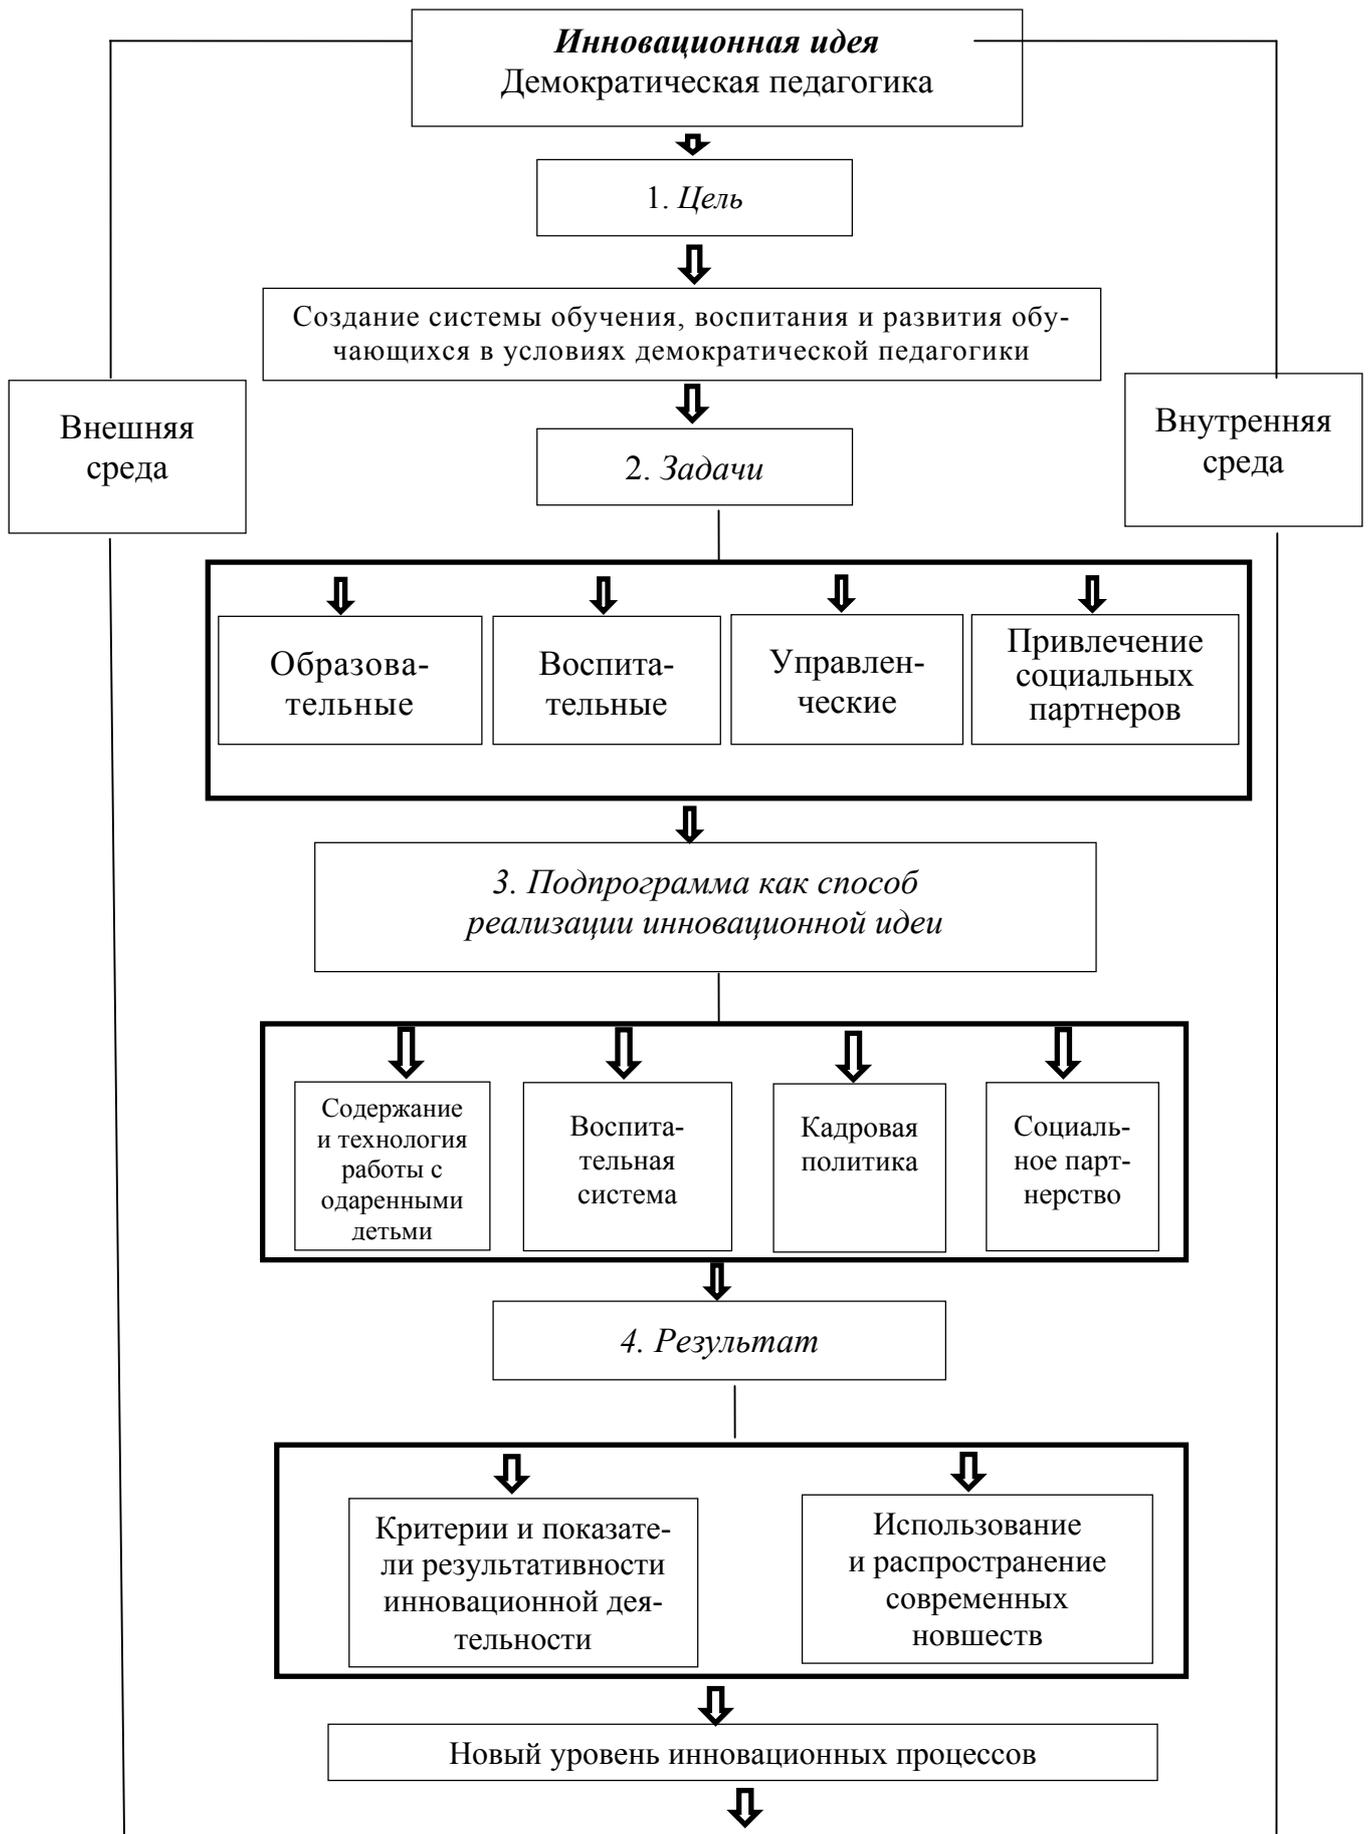 Инновационная идея
Демократическая педагогика
1. Цель
Создание системы обучения, воспитания и развития обу-
чающихся в условиях демократической педагогики
Внешняя
среда
Внутренняя
среда
2. Задачи
Образова-
тельные
Воспита-
тельные
Управлен-
ческие
Привлечение
социальных
партнеров
3. Подпрограмма как способ
реализации инновационной идеи
Содержание
и технология
работы с
одаренными
детьми
Воспита-
тельная
система
Кадровая
политика
Социаль-
ное парт-
нерство
4. Результат
Критерии и показате-
ли результативности
инновационной дея-
тельности
Использование
и распространение
современных
новшеств
Новый уровень инновационных процессов